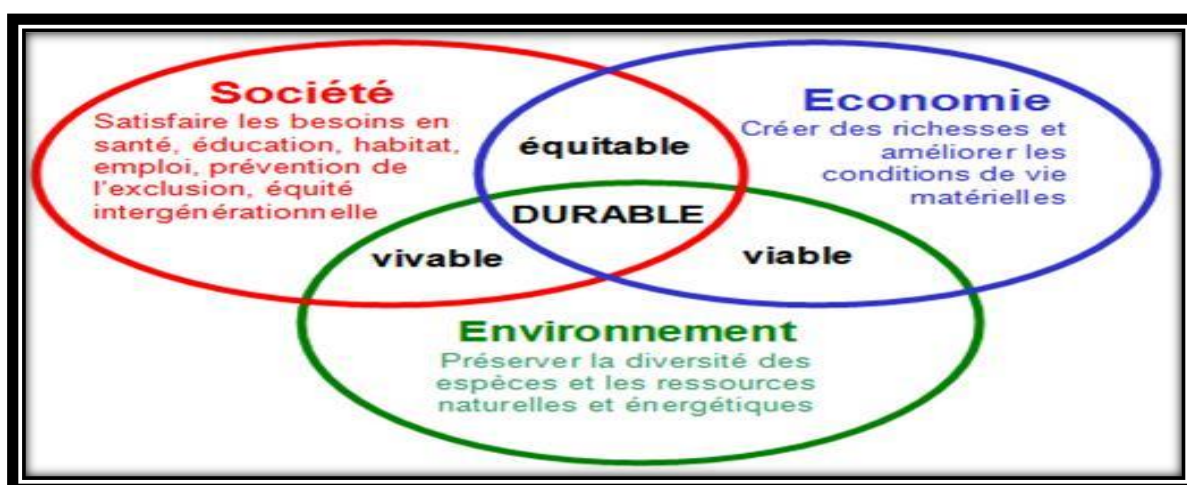 Société
Satisfaire les besoins en
santé, éducation, habitat,
emploi, prévention de
l'exclusion, équité
intergénérationnelle
Economie
Créer des richesses et
améliorer les
conditions de vie
matérielles
équitable
DURABLE
vivable
viable
Environnement
Préserver la diversité des
espèces et les ressources
naturelles et énergétiques